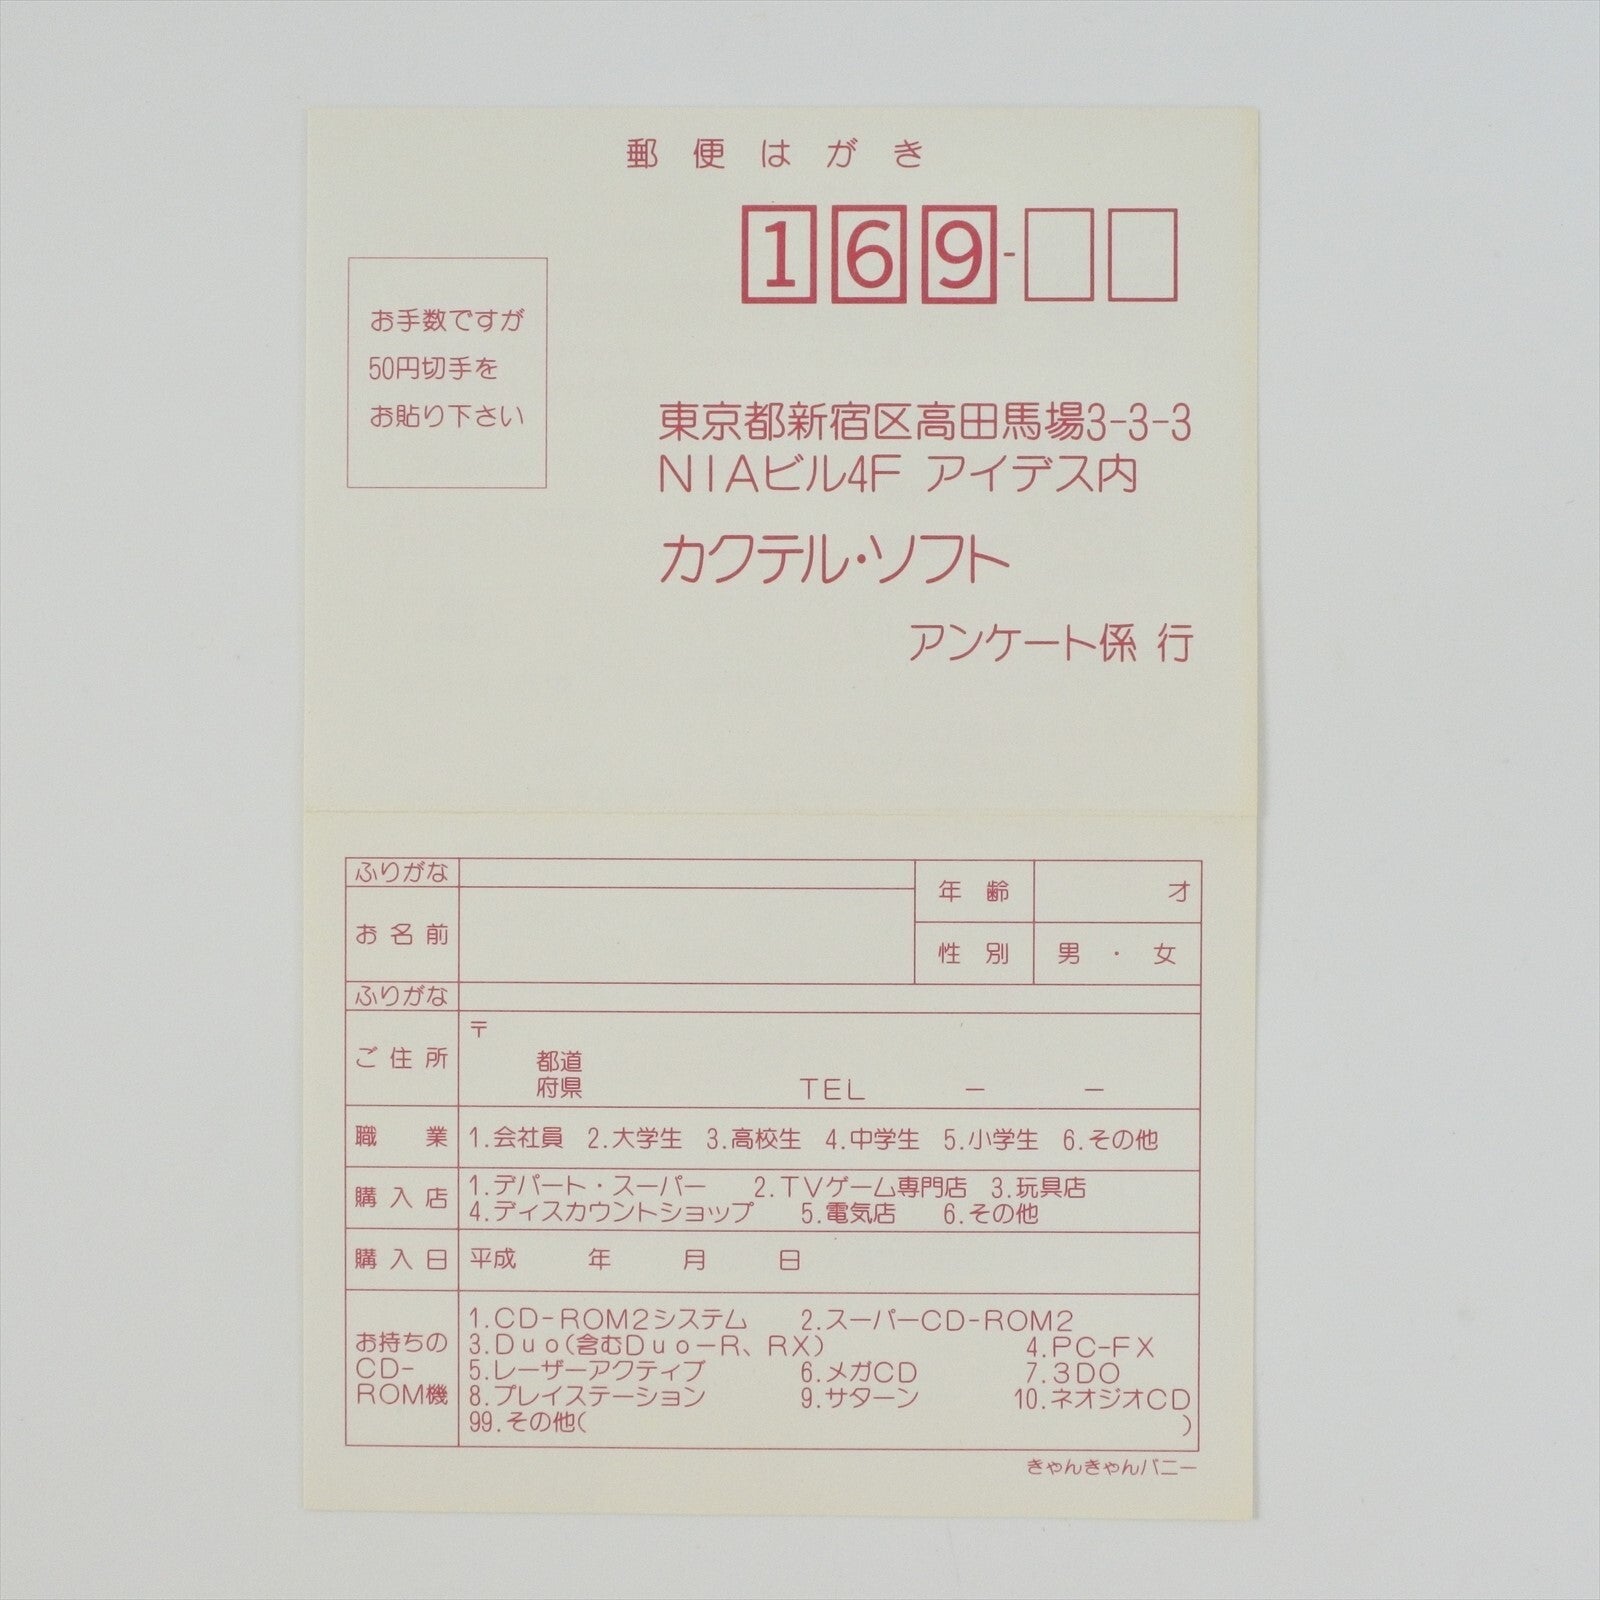 郵便はがき
169-
お手数ですが
50円切手を
お貼り下さい
東京都新宿区高田馬場3-3-3
NIAビル4F アイデス内
カクテル・ソフト
アンケート係 行
ふりがな
お名前
年齢 才
性別 男・女
ふりがな
ご住所 〒
都道
府県 TEL － －
職業 1.会社員 2.大学生 3.高校生 4.中学生 5.小学生 6.その他
購入店 1.デパート・スーパー 2.TVゲーム専門店 3.玩具店
4.ディスカウントショップ 5.電気店 6.その他
購入日 平成 年 月 日
お持ちの
CD-
ROM機
1.CD-ROM2システム 2.スーパーCD-ROM2
3.Duo(含むDuo－R、RX) 4.PC-FX
5.レーザーアクティブ 6.メガCD 7.3DO
8.プレイステーション 9.サターン 10.ネオジオCD
99.その他( )
きゃんきゃんバニー